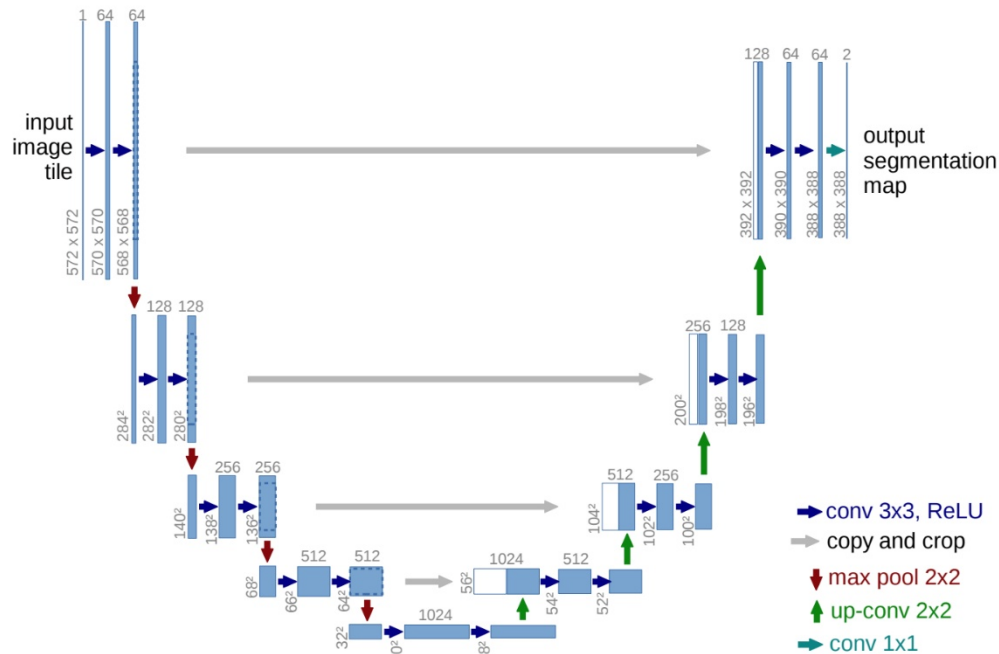 1 64 64
input
image
tile
572 x 572
570 x 570
568 x 568
128 64 64 2
output
segmentation
map
392 x 392
390 x 390
388 x 388
388 x 388
128 128
284²
282²
280²
256 128
200²
198²
196²
256 256
140²
138²
136²
512 256
104²
102²
100²
512 512
68²
66²
64²
1024 512
56²
54²
52²
1024
32²
0²
8²
conv 3x3, ReLU
copy and crop
max pool 2x2
up-conv 2x2
conv 1x1